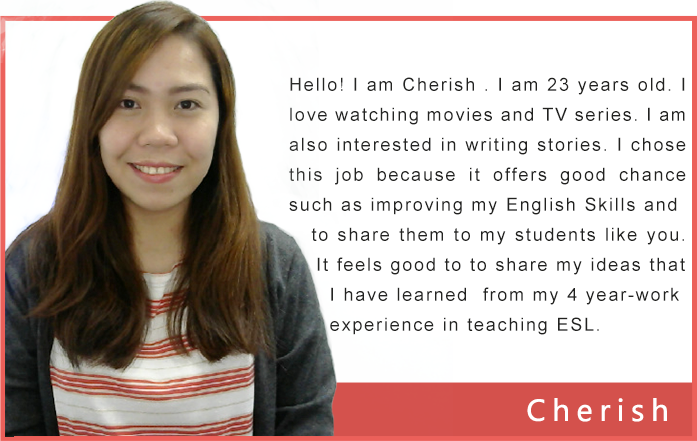 Hello! I am Cherish . I am 23 years old. I
love watching movies and TV series. I am
also interested in writing stories. I chose
this job because it offers good chance
such as improving my English Skills and
to share them to my students like you.
It feels good to to share my ideas that
I have learned from my 4 year-work
experience in teaching ESL.
Cherish